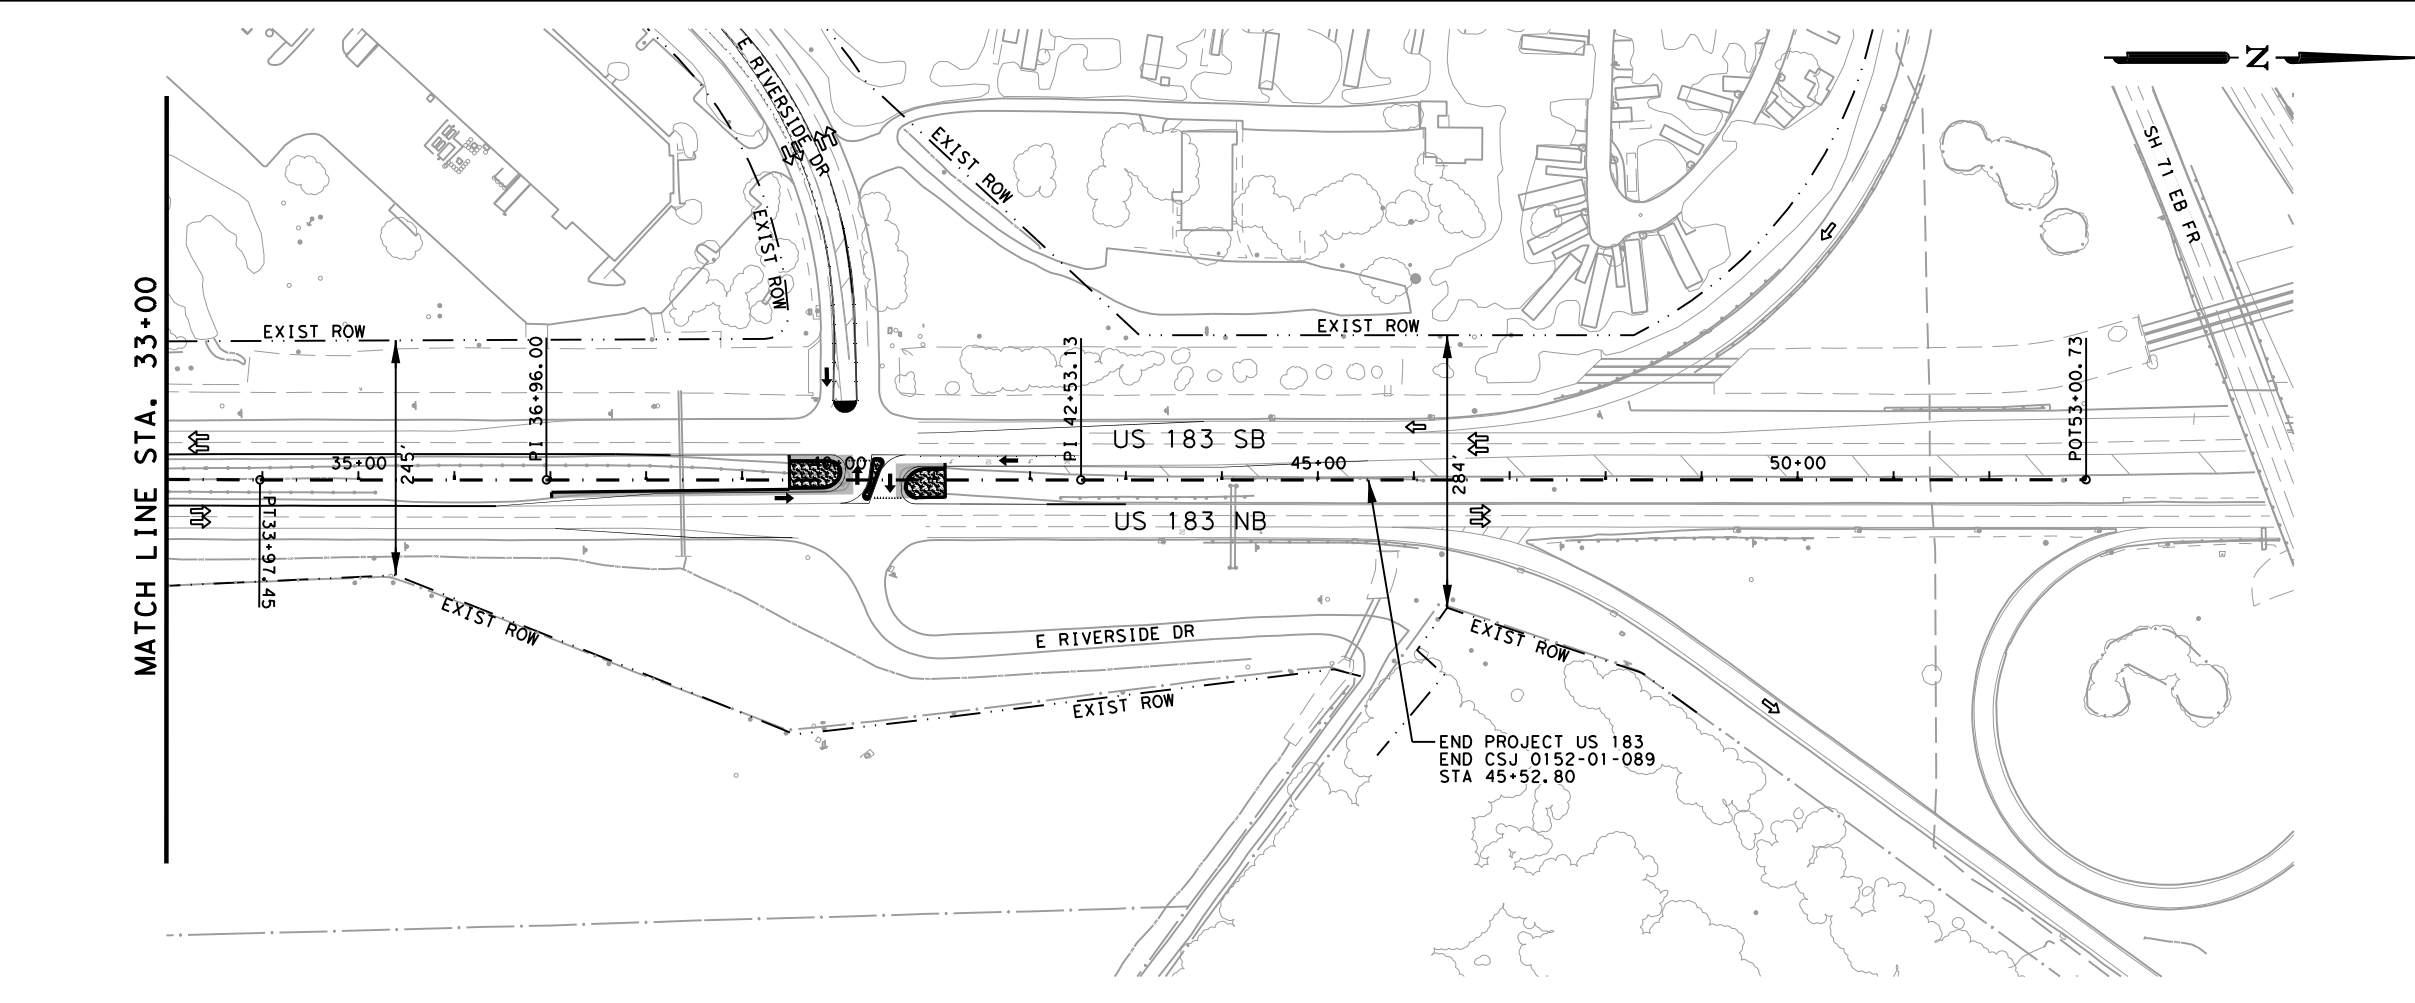 N
E RIVERSIDE DR
EXIST ROW
EXIST ROW
SH 71 EB FR
MATCH LINE STA. 33+00
EXIST ROW
EXIST ROW
PI 36+96.00
PI 42+53.13
POT53+00.73
US 183 SB
35+00
245'
45+00
284'
50+00
PT33+97.45
US 183 NB
EXIST ROW
E RIVERSIDE DR
EXIST ROW
EXIST ROW
END PROJECT US 183
END CSJ 0152-01-089
STA 45+52.80